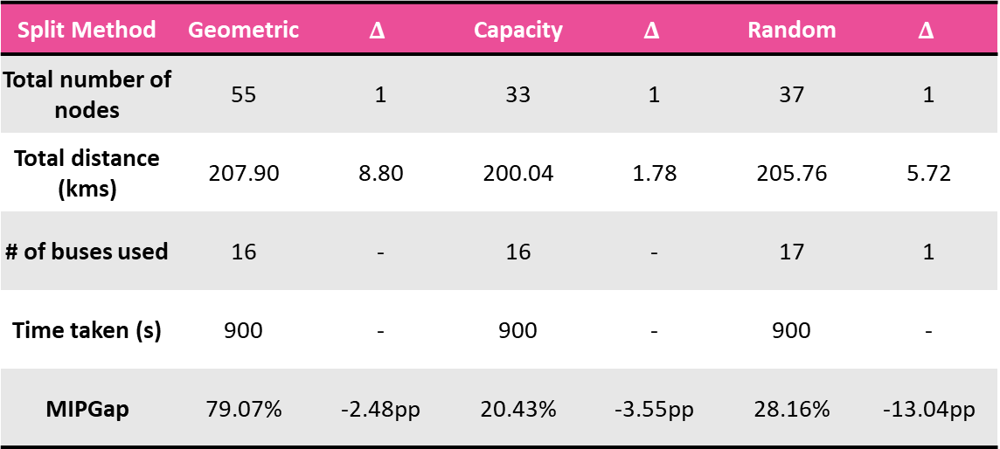 Split Method Geometric Δ Capacity Δ Random Δ
Total number of nodes 55 1 33 1 37 1
Total distance (kms) 207.90 8.80 200.04 1.78 205.76 5.72
# of buses used 16 - 16 - 17 1
Time taken (s) 900 - 900 - 900 -
MIPGap 79.07% -2.48pp 20.43% -3.55pp 28.16% -13.04pp